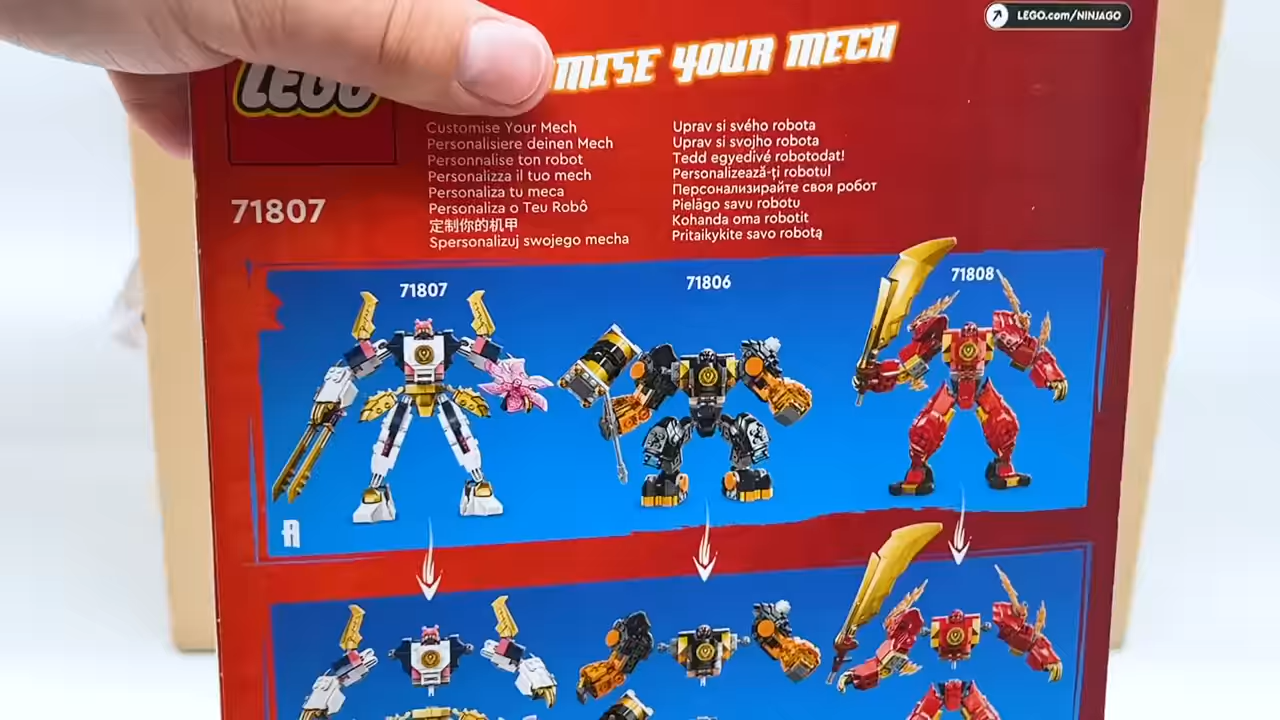 LEGO.com/NINJAGO
LEGO
MISE YOUR MECH
71807
Customise Your Mech
Personalisiere deinen Mech
Personnalise ton robot
Personalizza il tuo mech
Personaliza tu meca
Personaliza o Teu Robô
定制你的机甲
Spersonalizuj swojego mecha
Uprav si svého robota
Uprav si svojho robota
Tedd egyedivé robotodat!
Personalizează-ți robotul
Персонализирайте своя робот
Pielāgo savu robotu
Kohanda oma robotit
Pritaikykite savo robotą
71807
71806
71808
A